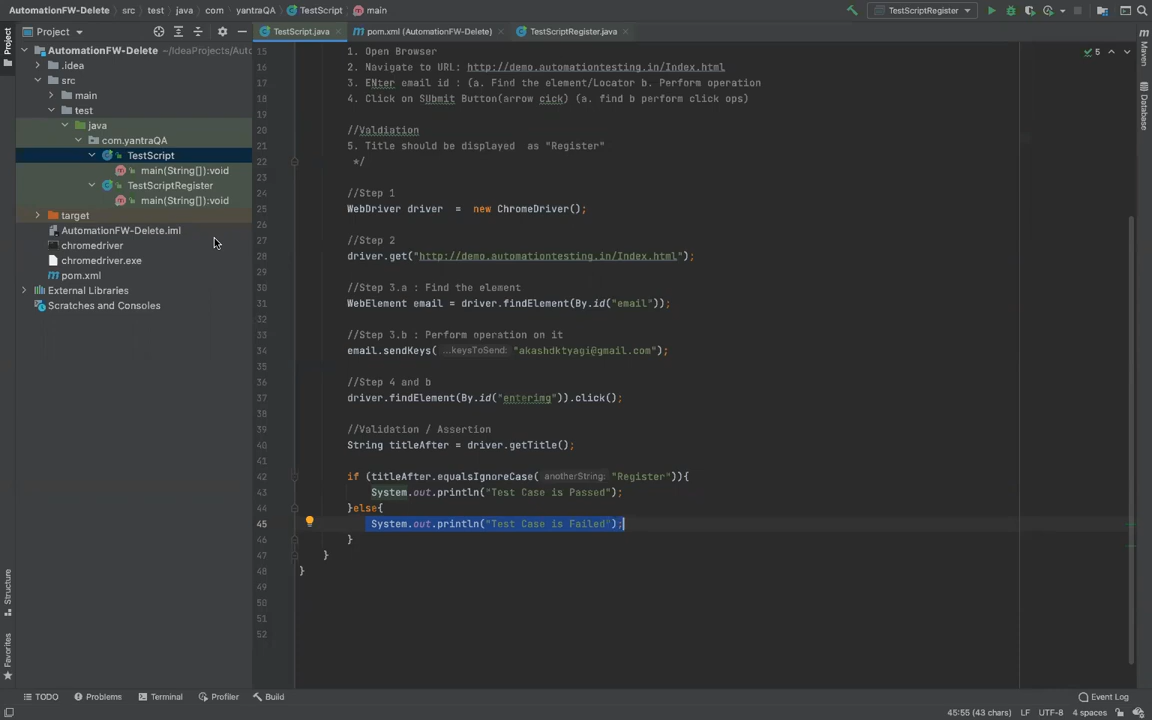 AutomationFW-Delete
src
test
java
com
yantraQA
TestScript
main
TestScriptRegister
Project
TestScript.java
pom.xml (AutomationFW-Delete)
TestScriptRegister.java
Project
Maven
Database
Structure
Favorites
AutomationFW-Delete ~/IdeaProjects/Auto
.idea
src
main
test
java
com.yantraQA
TestScript
main(String[]):void
TestScriptRegister
main(String[]):void
target
AutomationFW-Delete.iml
chromedriver
chromedriver.exe
pom.xml
External Libraries
Scratches and Consoles
5
15 1. Open Browser
16 2. Navigate to URL: http://demo.automationtesting.in/Index.html
17 3. ENter email id : (a. Find the element/Locator b. Perform operation
18 4. Click on SUbmit Button(arrow cick) (a. find b perform click ops)
19
20 //Valdiation
21 5. Title should be displayed as "Register"
22 */
23
24 //Step 1
25 WebDriver driver = new ChromeDriver();
26
27 //Step 2
28 driver.get("http://demo.automationtesting.in/Index.html");
29
30 //Step 3.a : Find the element
31 WebElement email = driver.findElement(By.id("email"));
32
33 //Step 3.b : Perform operation on it
34 email.sendKeys( ...keysToSend: "akashdktyagi@gmail.com");
35
36 //Step 4 and b
37 driver.findElement(By.id("enterimg")).click();
38
39 //Validation / Assertion
40 String titleAfter = driver.getTitle();
41
42 if (titleAfter.equalsIgnoreCase( anotherString: "Register")){
43 System.out.println("Test Case is Passed");
44 }else{
45 System.out.println("Test Case is Failed");
46 }
47 }
48 }
49
50
51
52
TODO
Problems
Terminal
Profiler
Build
Event Log
45:55 (43 chars) LF UTF-8 4 spaces